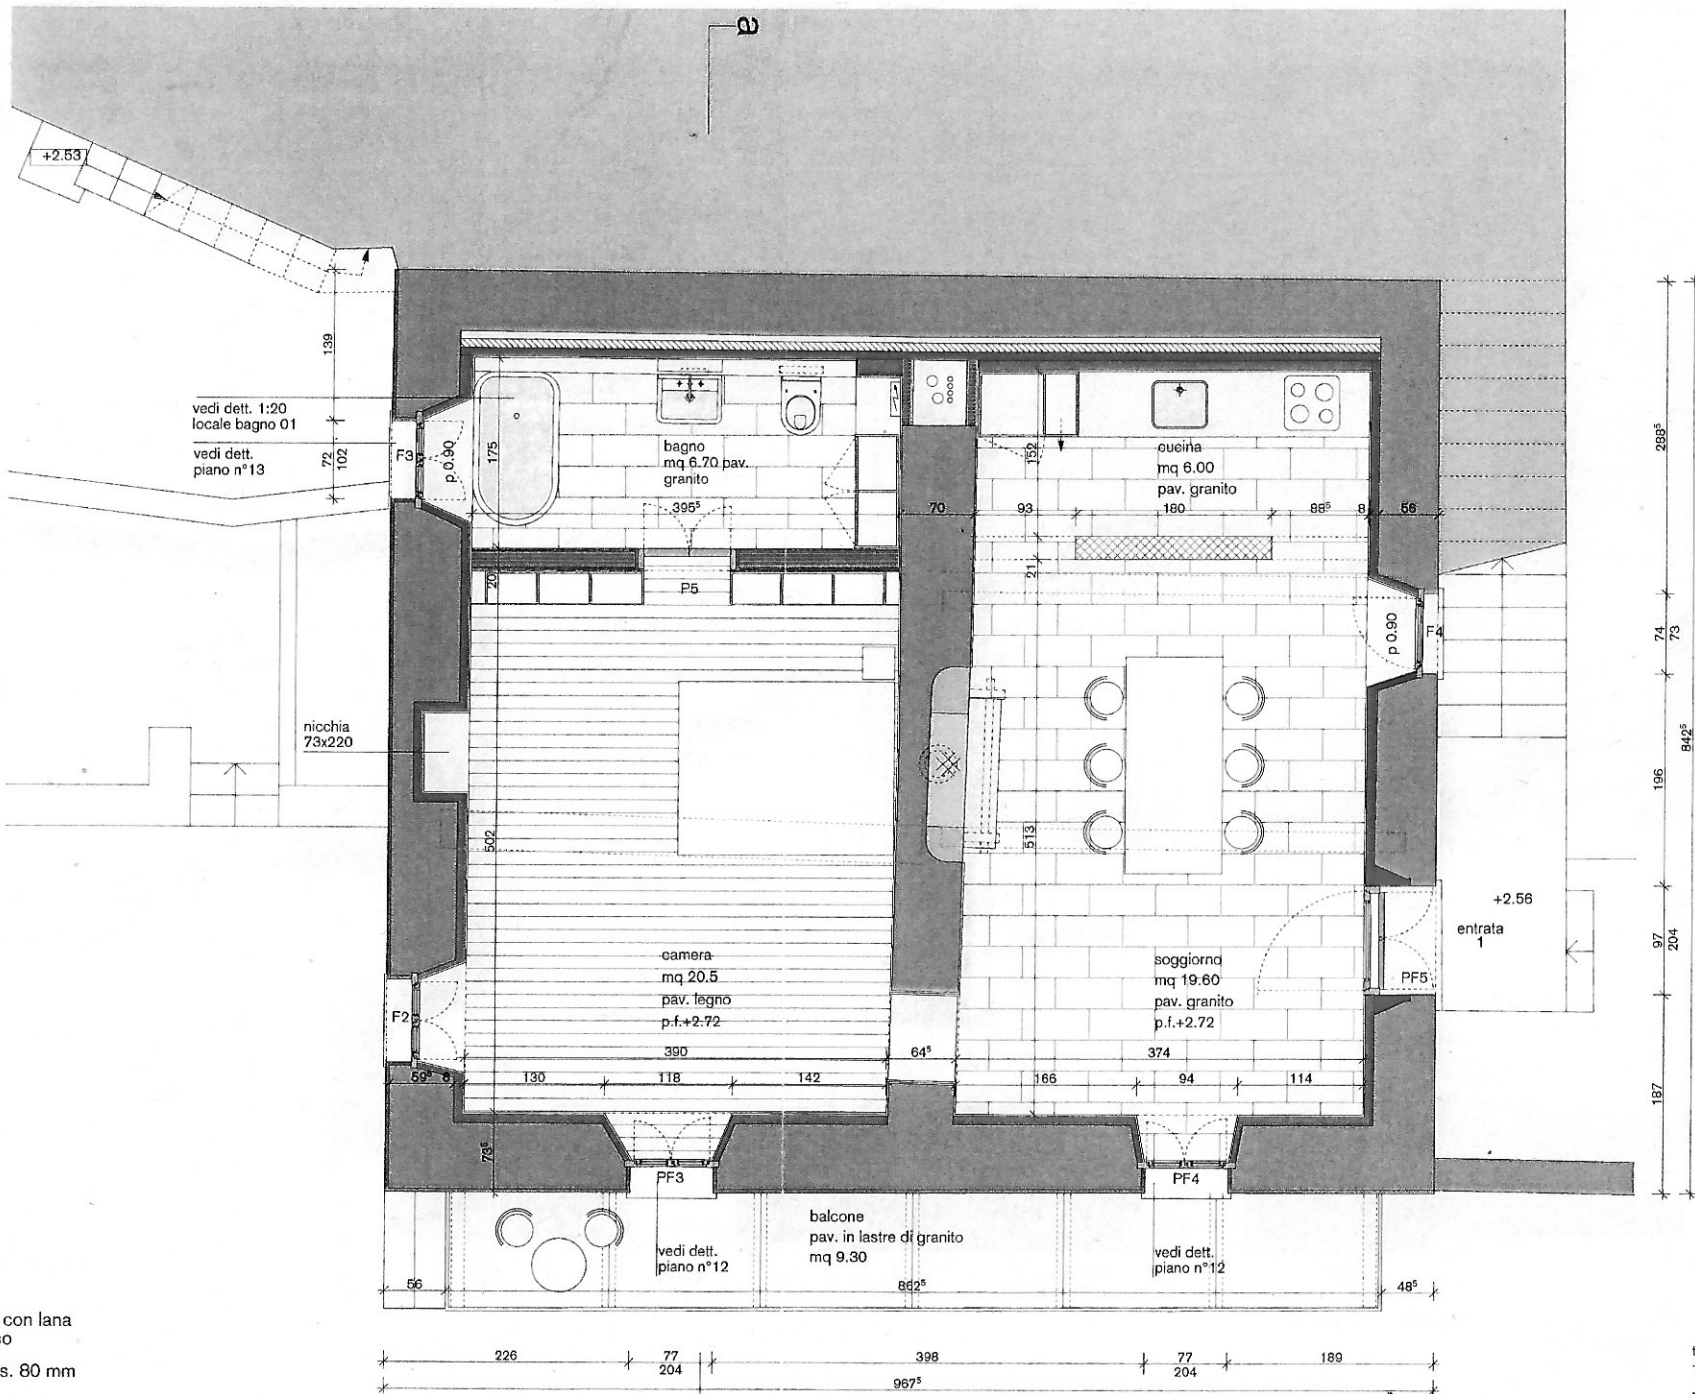 a
+2.53
139
vedi dett. 1:20
locale bagno 01
vedi dett.
piano n°13
72
102
F3
p 0.90
175
bagno
mq 6.70 pav.
granito
395⁵
70
152
cucina
mq 6.00
pav. granito
93
180
88⁵
8
56
288⁵
20
P5
21
p 0.90
F4
74
73
nicchia
73x220
842⁵
196
502
513
+2.56
entrata
1
97
204
PF5
camera
mq 20.5
pav. legno
p.f.+2.72
soggiorno
mq 19.60
pav. granito
p.f.+2.72
F2
390
64⁵
374
59⁵
8
130
118
142
166
94
114
187
73⁵
PF3
PF4
balcone
pav. in lastre di granito
mq 9.30
vedi dett.
piano n°12
vedi dett.
piano n°12
56
862⁵
48⁵
con lana
s. 80 mm
226
77
204
398
77
204
189
967⁵